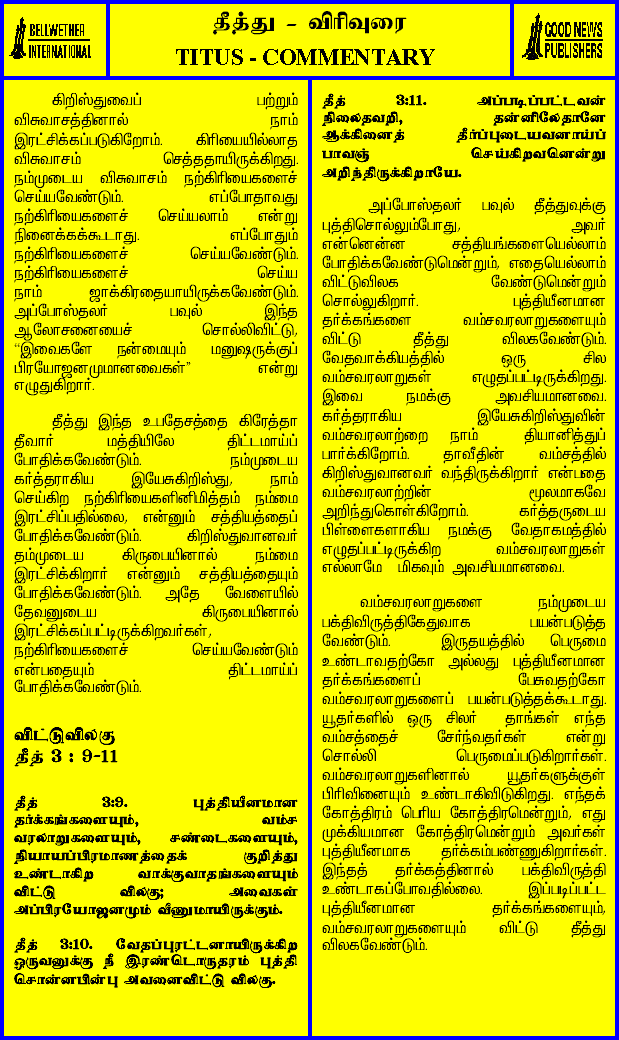 BELLWETHER
INTERNATIONAL
தீத்து - விரிவுரை
TITUS - COMMENTARY
GOOD NEWS
PUBLISHERS
கிறிஸ்துவைப் பற்றும்
விசுவாசத்தினால் நாம்
இரட்சிக்கப்படுகிறோம். கிரியையில்லாத
விசுவாசம் செத்ததாயிருக்கிறது.
நம்முடைய விசுவாசம் நற்கிரியைகளைச்
செய்யவேண்டும். எப்போதாவது
நற்கிரியைகளைச் செய்யலாம் என்று
நினைக்கக்கூடாது. எப்போதும்
நற்கிரியைகளைச் செய்யவேண்டும்.
நற்கிரியைகளைச் செய்ய
நாம் ஜாக்கிரதையாயிருக்கவேண்டும்.
அப்போஸ்தலர் பவுல் இந்த
ஆலோசனையைச் சொல்லிவிட்டு,
“இவைகளே நன்மையும் மனுஷருக்குப்
பிரயோஜனமுமானவைகள்” என்று
எழுதுகிறார்.
தீத்து இந்த உபதேசத்தை கிரேத்தா
தீவார் மத்தியிலே திட்டமாய்ப்
போதிக்கவேண்டும். நம்முடைய
கர்த்தராகிய இயேசுகிறிஸ்து, நாம்
செய்கிற நற்கிரியைகளினிமித்தம் நம்மை
இரட்சிப்பதில்லை, என்னும் சத்தியத்தைப்
போதிக்கவேண்டும். கிறிஸ்துவானவர்
தம்முடைய கிருபையினால் நம்மை
இரட்சிக்கிறார் என்னும் சத்தியத்தையும்
போதிக்கவேண்டும். அதே வேளையில்
தேவனுடைய கிருபையினால்
இரட்சிக்கப்பட்டிருக்கிறவர்கள்,
நற்கிரியைகளைச் செய்யவேண்டும்
என்பதையும் திட்டமாய்ப்
போதிக்கவேண்டும்.
விட்டுவிலகு
தீத் 3 : 9-11
தீத் 3:9. புத்தியீனமான
தர்க்கங்களையும், வம்ச
வரலாறுகளையும், சண்டைகளையும்,
நியாயப்பிரமாணத்தைக் குறித்து
உண்டாகிற வாக்குவாதங்களையும்
விட்டு விலகு; அவைகள்
அப்பிரயோஜனமும் வீணுமாயிருக்கும்.
தீத் 3:10. வேதப்புரட்டனாயிருக்கிற
ஒருவனுக்கு நீ இரண்டொருதரம் புத்தி
சொன்னபின்பு அவனைவிட்டு விலகு.
தீத் 3:11. அப்படிப்பட்டவன்
நிலைதவறி, தன்னிலேதானே
ஆக்கினைத் தீர்ப்புடையவனாய்ப்
பாவஞ் செய்கிறவனென்று
அறிந்திருக்கிறாயே.
அப்போஸ்தலர் பவுல் தீத்துவுக்கு
புத்திசொல்லும்போது, அவர்
என்னென்ன சத்தியங்களையெல்லாம்
போதிக்கவேண்டுமென்றும், எதையெல்லாம்
விட்டுவிலக வேண்டுமென்றும்
சொல்லுகிறார். புத்தியீனமான
தர்க்கங்களை வம்சவரலாறுகளையும்
விட்டு தீத்து விலகவேண்டும்.
வேதவாக்கியத்தில் ஒரு சில
வம்சவரலாறுகள் எழுதப்பட்டிருக்கிறது.
இவை நமக்கு அவசியமானவை.
கர்த்தராகிய இயேசுகிறிஸ்துவின்
வம்சவரலாற்றை நாம் தியானித்துப்
பார்க்கிறோம். தாவீதின் வம்சத்தில்
கிறிஸ்துவானவர் வந்திருக்கிறார் என்பதை
வம்சவரலாற்றின் மூலமாகவே
அறிந்துகொள்கிறோம். கர்த்தருடைய
பிள்ளைகளாகிய நமக்கு வேதாகமத்தில்
எழுதப்பட்டிருக்கிற வம்சவரலாறுகள்
எல்லாமே மிகவும் அவசியமானவை.
வம்சவரலாறுகளை நம்முடைய
பக்திவிருத்திகேதுவாக பயன்படுத்த
வேண்டும். இருதயத்தில் பெருமை
உண்டாவதற்கோ அல்லது புத்தியீனமான
தர்க்கங்களைப் பேசுவதற்கோ
வம்சவரலாறுகளைப் பயன்படுத்தக்கூடாது.
யூதர்களில் ஒரு சிலர் தாங்கள் எந்த
வம்சத்தைச் சேர்ந்வதர்கள் என்று
சொல்லி பெருமைப்படுகிறார்கள்.
வம்சவரலாறுகளினால் யூதர்களுக்குள்
பிரிவினையும் உண்டாகிவிடுகிறது. எந்தக்
கோத்திரம் பெரிய கோத்திரமென்றும், எது
முக்கியமான கோத்திரமென்றும் அவர்கள்
புத்தியீனமாக தர்க்கம்பண்ணுகிறார்கள்.
இந்தத் தர்க்கத்தினால் பக்திவிருத்தி
உண்டாகப்போவதில்லை. இப்படிப்பட்ட
புத்தியீனமான தர்க்கங்களையும்,
வம்சவரலாறுகளையும் விட்டு தீத்து
விலகவேண்டும்.